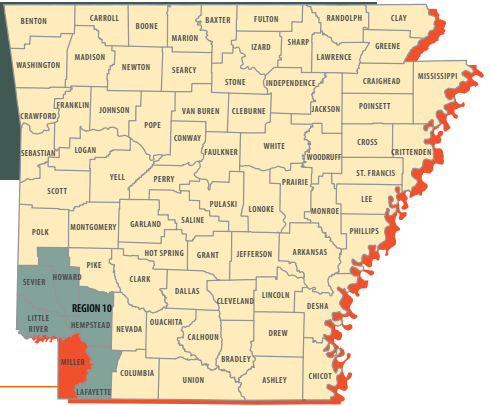 BENTON
CARROLL
BOONE
BAXTER
FULTON
RANDOLPH
CLAY
MARION
IZARD
SHARP
GREENE
WASHINGTON
MADISON
NEWTON
SEARCY
LAWRENCE
STONE
INDEPENDENCE
CRAIGHEAD
MISSISSIPPI
CRAWFORD
FRANKLIN
JOHNSON
POPE
VAN BUREN
CLEBURNE
JACKSON
POINSETT
SEBASTIAN
LOGAN
CONWAY
FAULKNER
WHITE
WOODRUFF
CROSS
CRITTENDEN
SCOTT
YELL
PERRY
PRAIRIE
ST. FRANCIS
PULASKI
LONOKE
MONROE
LEE
POLK
MONTGOMERY
GARLAND
SALINE
PHILLIPS
HOT SPRING
GRANT
JEFFERSON
ARKANSAS
SEVIER
HOWARD
PIKE
CLARK
DALLAS
CLEVELAND
LINCOLN
DESHA
REGION 10
LITTLE
RIVER
HEMPSTEAD
NEVADA
OUACHITA
CALHOUN
DREW
MILLER
COLUMBIA
UNION
BRADLEY
ASHLEY
CHICOT
LAFAYETTE